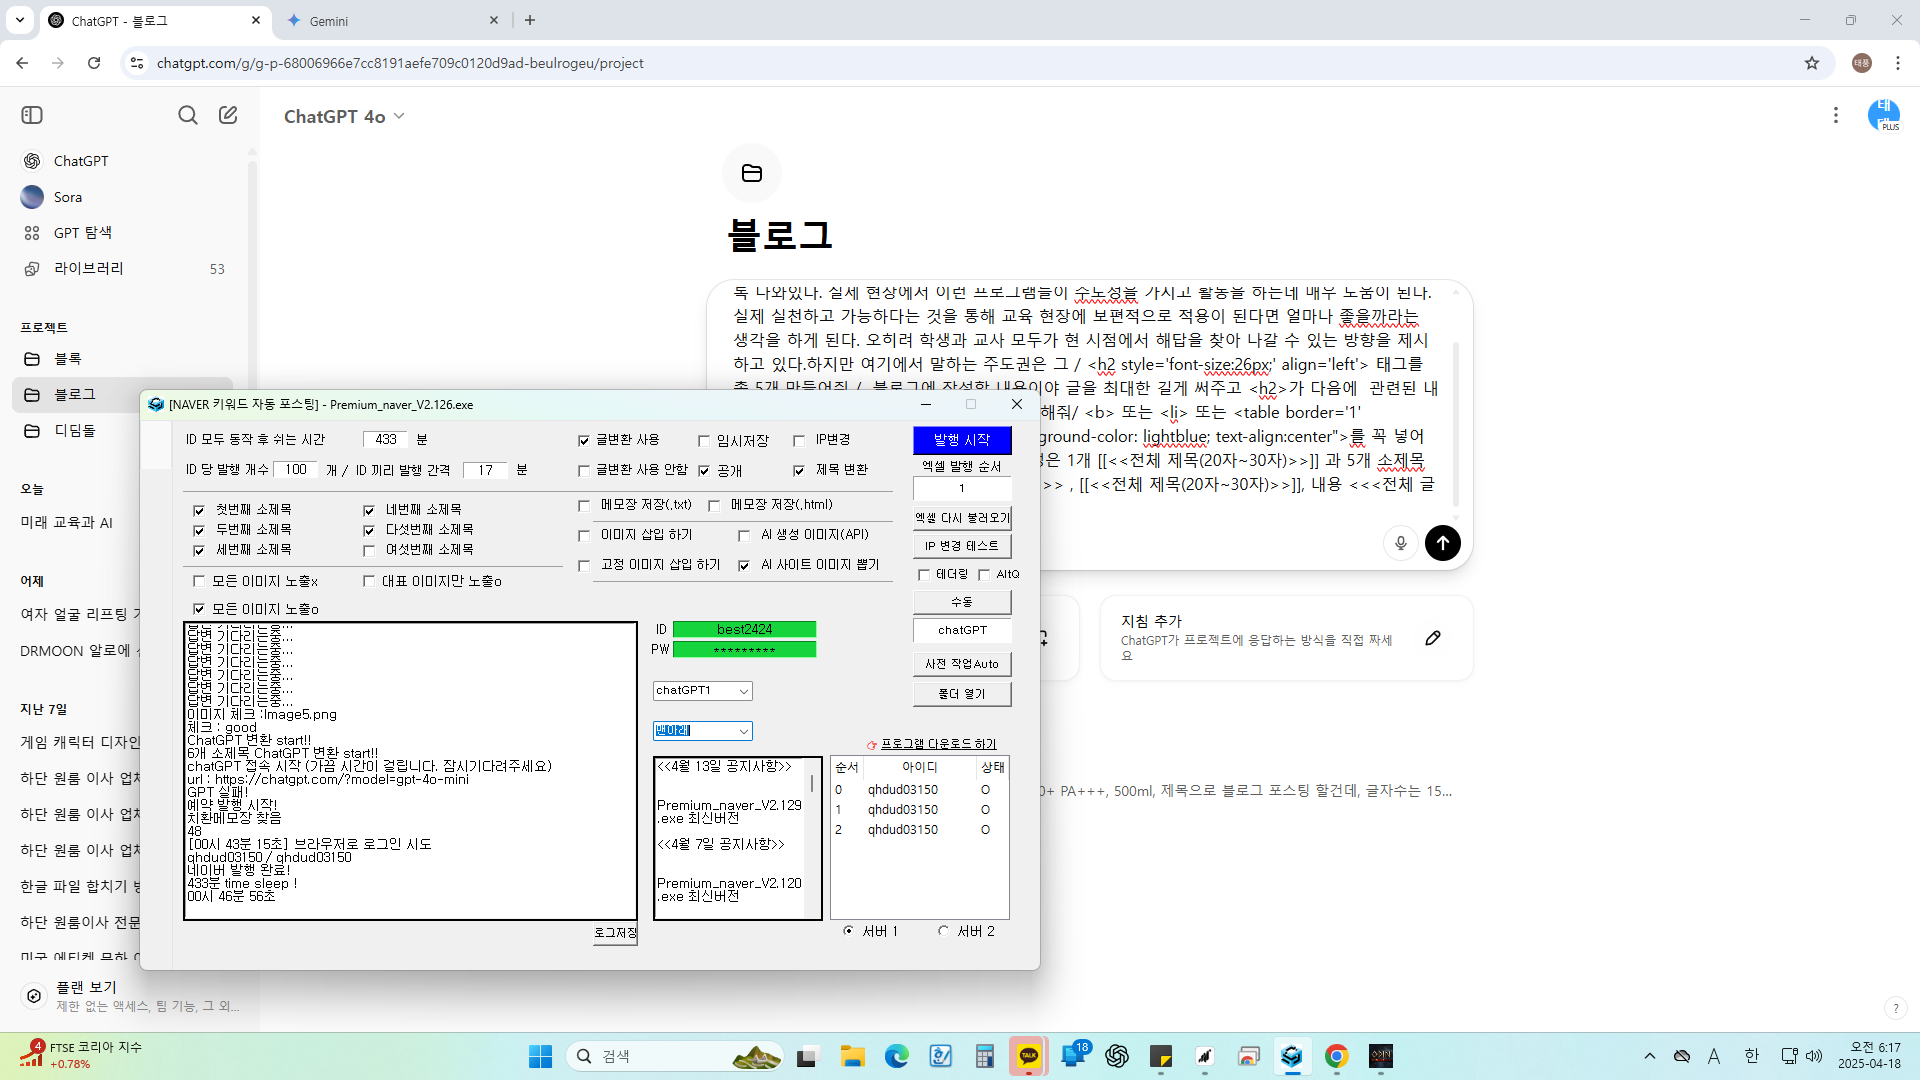 ChatGPT - 블로그
Gemini
chatgpt.com/g/g-p-68006966e7cc8191aefe709c0120d9ad-beulrogeu/project
태풍
ChatGPT 4o
PLUS
ChatGPT
Sora
GPT 탐색
라이브러리 53
프로젝트
블록
블로그
디딤돌
오늘
미래 교육과 AI
어제
여자 얼굴 리프팅
DRMOON 알로에
지난 7일
게임 캐릭터 디자인
하단 원룸 이사 업체
하단 원룸 이사 업체
하단 원룸 이사 업체
하단 원룸 이사 업체
한글 파일 합치기
하단 원룸이사 전문
미국 에티켓 문화
플랜 보기
제한 없는 액세스, 팀 기능, 그 외...
블로그
록 나와있다. 실제 현장에서 이런 프로그램들이 수도성을 가지고 활동을 하는데 매우 도움이 된다.
실제 실천하고 가능하다는 것을 통해 교육 현장에 보편적으로 적용이 된다면 얼마나 좋을까라는
생각을 하게 된다. 오히려 학생과 교사 모두가 현 시점에서 해답을 찾아 나갈 수 있는 방향을 제시
하고 있다.하지만 여기에서 말하는 주도권은 그 / <h2 style='font-size:26px;' align='left'> 태그를
총 5개 만들어줘 / 블로그에 작성할 내용이야 글을 최대한 길게 써주고 <h2>가 다음에 관련된 내
해줘/ <b> 또는 <li> 또는 <table border='1'
ground-color: lightblue; text-align:center">를 꼭 넣어
성은 1개 [[<<전체 제목(20자~30자)>>]] 과 5개 소제목
>> , [[<<전체 제목(20자~30자)>>]], 내용 <<<전체 글
지침 추가
ChatGPT가 프로젝트에 응답하는 방식을 직접 짜세
요
0+ PA+++, 500ml, 제목으로 블로그 포스팅 할건데, 글자수는 15...
?
[NAVER 키워드 자동 포스팅] - Premium_naver_V2.126.exe
ID 모두 동작 후 쉬는 시간 433 분
ID 당 발행 개수 100 개 / ID 끼리 발행 간격 17 분
글변환 사용 임시저장 IP변경
글변환 사용 안함 공개 제목 변환
첫번째 소제목 네번째 소제목
두번째 소제목 다섯번째 소제목
세번째 소제목 여섯번째 소제목
모든 이미지 노출x 대표 이미지만 노출o
모든 이미지 노출o
메모장 저장(.txt) 메모장 저장(.html)
이미지 삽입 하기 AI 생성 이미지(API)
고정 이미지 삽입 하기 AI 사이트 이미지 뽑기
발행 시작
엑셀 발행 순서
1
엑셀 다시 불러오기
IP 변경 테스트
테더링 AltQ
수동
chatGPT
사전 작업Auto
폴더 열기
답변 기다리는중...
답변 기다리는중...
답변 기다리는중...
답변 기다리는중...
답변 기다리는중...
답변 기다리는중...
답변 기다리는중...
이미지 체크 :Image5.png
체크 : good
ChatGPT 변환 start!!
6개 소제목 ChatGPT 변환 start!!
chatGPT 접속 시작 (가끔 시간이 걸립니다. 잠시기다려주세요)
url : https://chatgpt.com/?model=gpt-4o-mini
GPT 실패!
예약 발행 시작!
치환메모장 찾음
48
[00시 43분 15초] 브라우저로 로그인 시도
qhdud03150 / qhdud03150
네이버 발행 완료!
433분 time sleep !
00시 46분 56초
로그저장
ID best2424
PW *********
chatGPT1
맨아래
프로그램 다운로드 하기
<<4월 13일 공지사항>>
Premium_naver_V2.129
.exe 최신버전
<<4월 7일 공지사항>>
Premium_naver_V2.120
.exe 최신버전
순서 아이디 상태
0 qhdud03150 O
1 qhdud03150 O
2 qhdud03150 O
서버 1 서버 2
4
FTSE 코리아 지수
+0.78%
검색
TALK
18
A
한
오전 6:17
2025-04-18